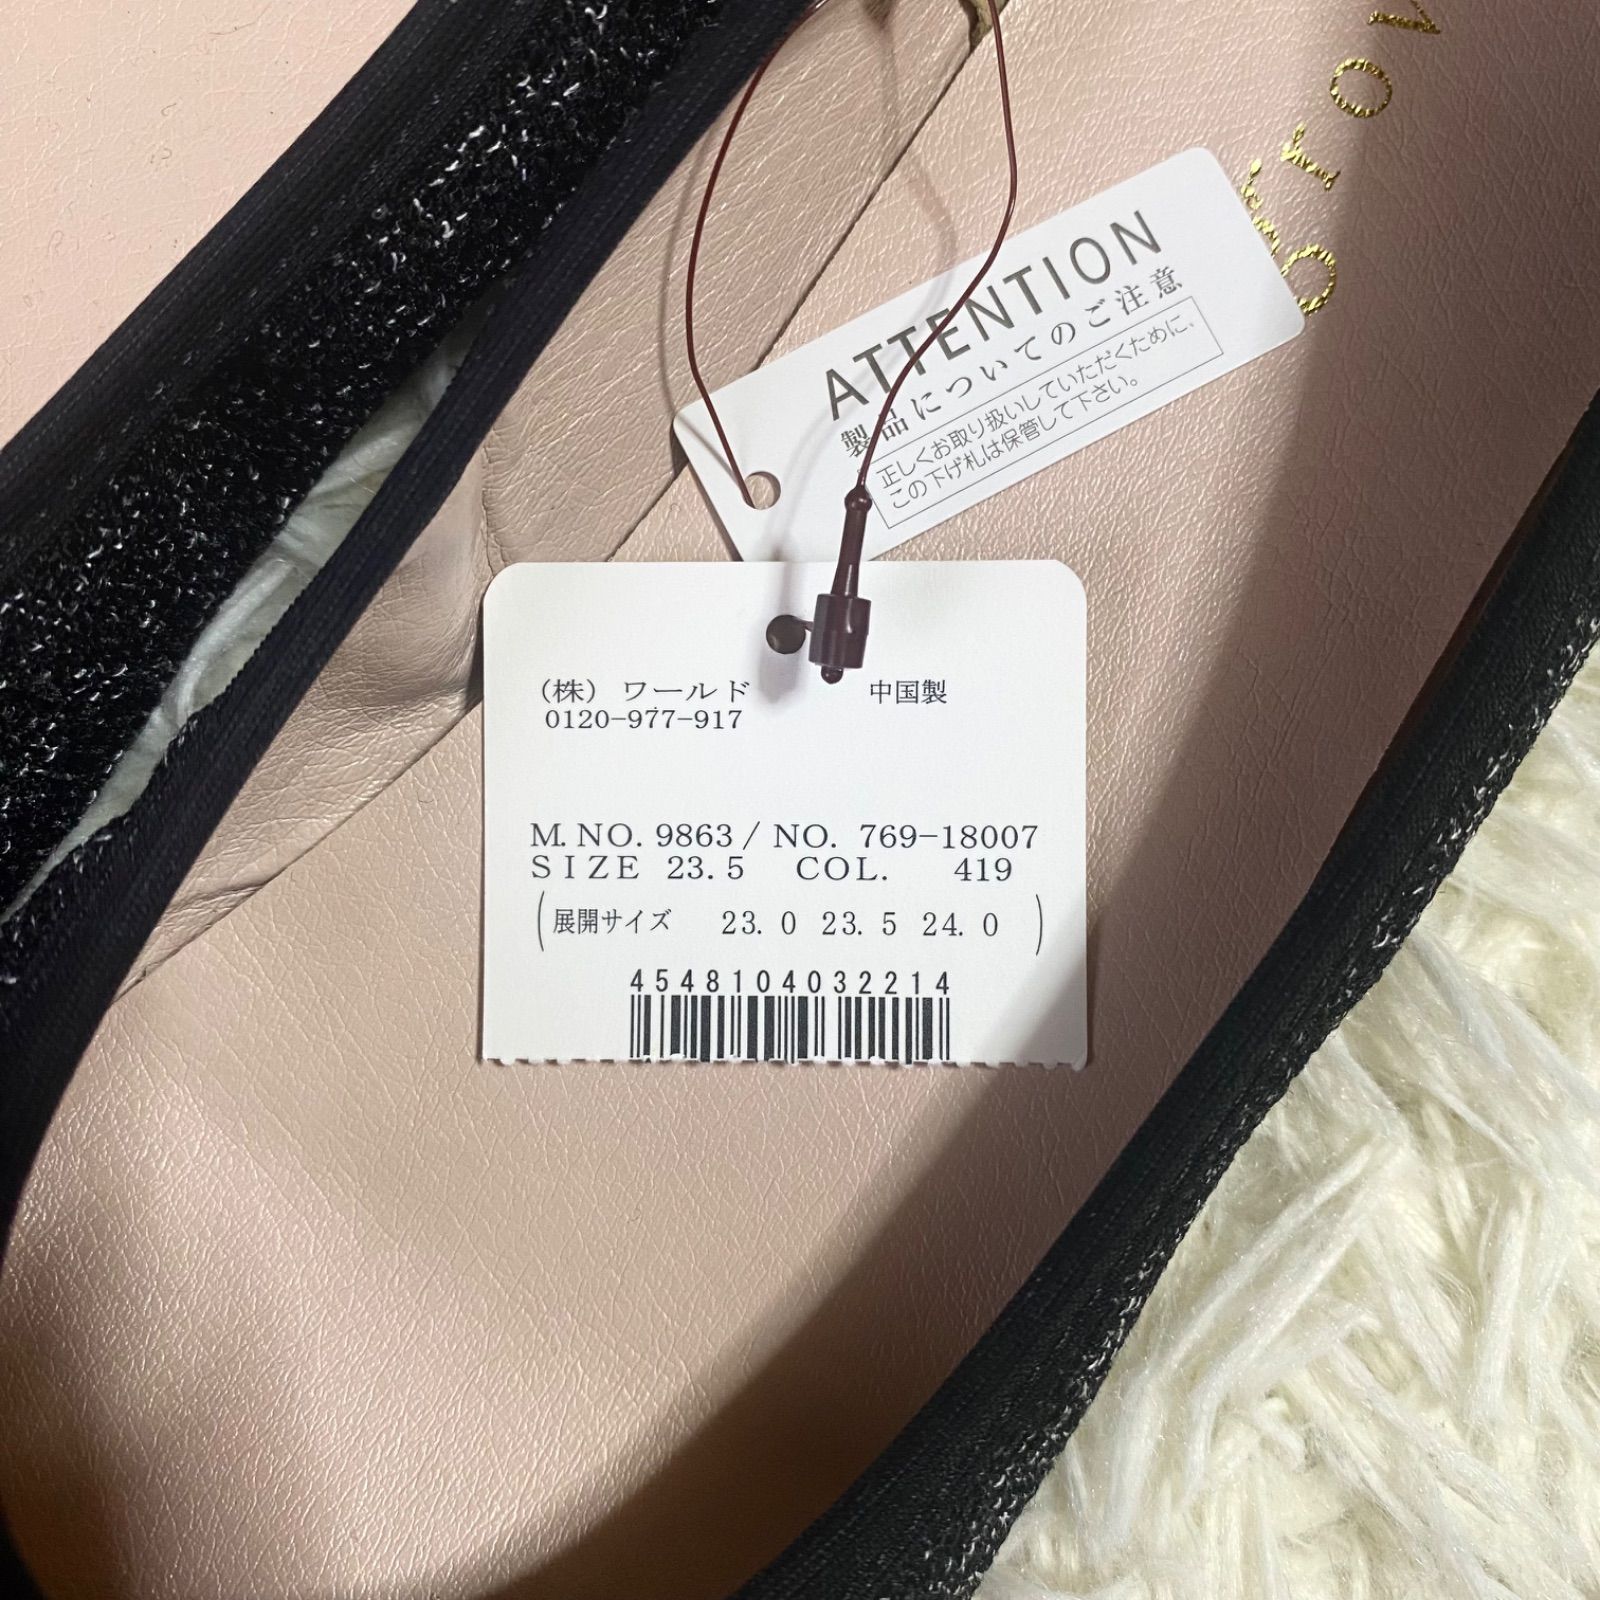 ATTENTION
製品についてのご注意
正しくお取り扱いしていただくために、
この下げ札は保管して下さい。
（株）ワールド 中国製
0120-977-917
M.NO. 9863 / NO. 769-18007
SIZE 23.5 COL. 419
(展開サイズ 23.0 23.5 24.0)
4548104032214